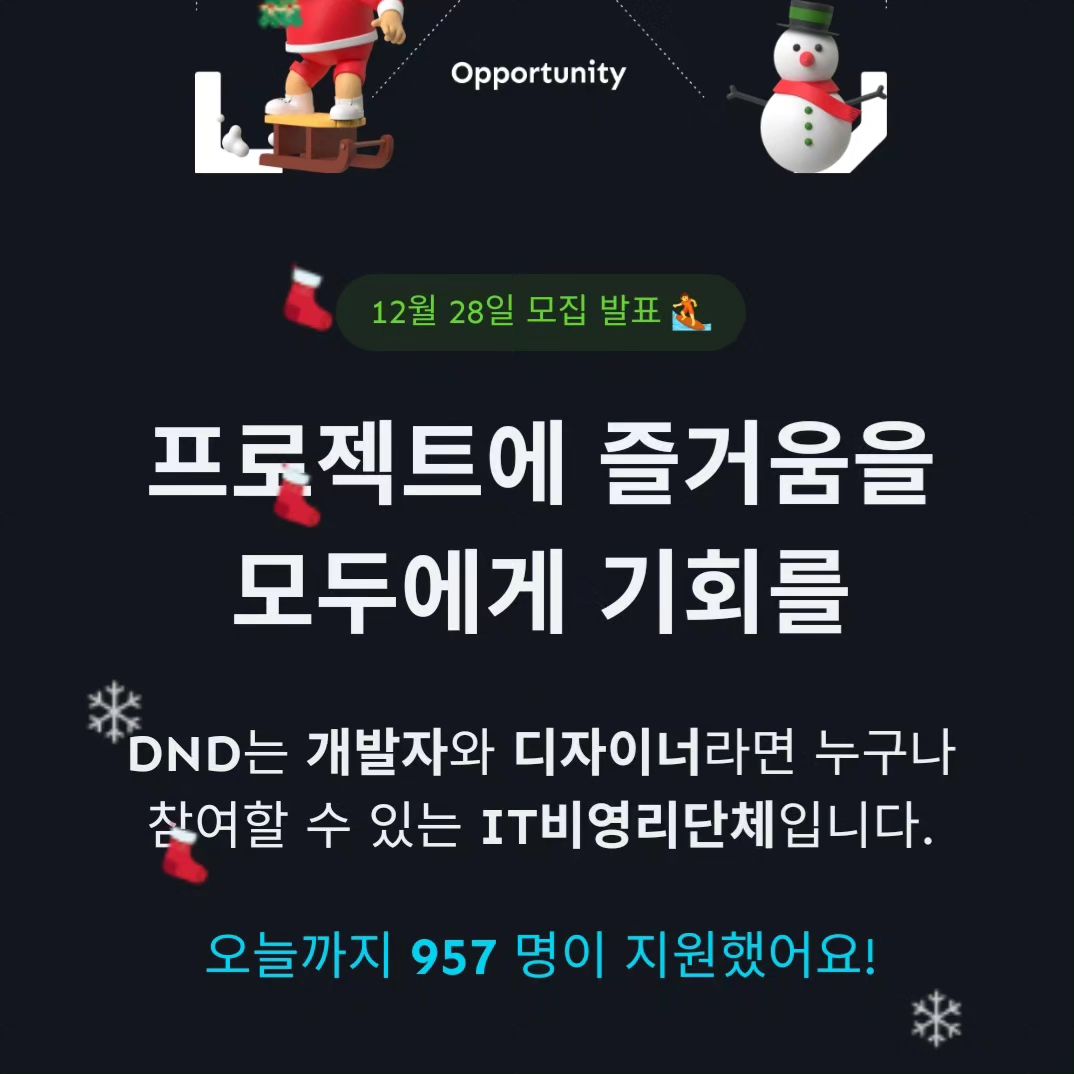 Opportunity
12월 28일 모집 발표
프로젝트에 즐거움을
모두에게 기회를
DND는 개발자와 디자이너라면 누구나
참여할 수 있는 IT비영리단체입니다.
오늘까지 957 명이 지원했어요!